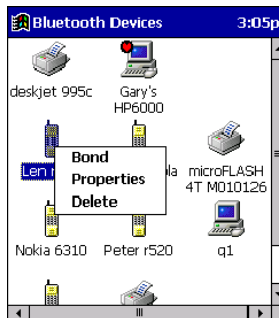 Bluetooth Devices 3:05p
deskjet 995c Gary's
HP6000
Len
Bond
Properties
Delete
microFLASH
4T M010126
Nokia 6310 Peter r520 q1